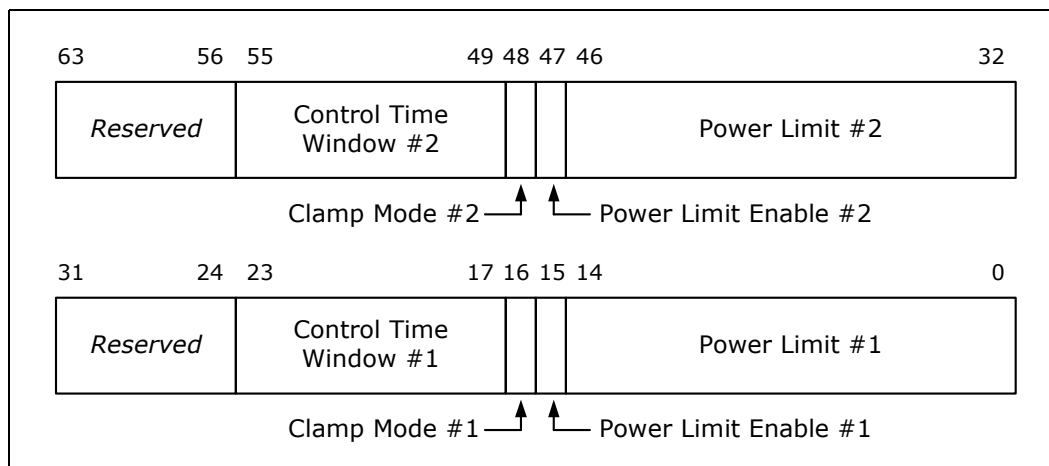 63 56 55 49 48 47 46 32
Reserved
Control Time
Window #2
Power Limit #2
Clamp Mode #2
Power Limit Enable #2
31 24 23 17 16 15 14 0
Reserved
Control Time
Window #1
Power Limit #1
Clamp Mode #1
Power Limit Enable #1